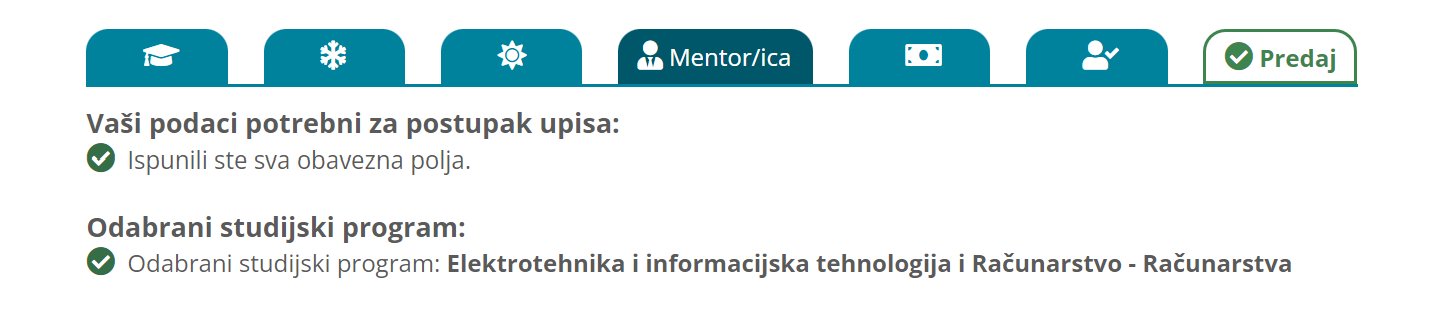 Mentor/ica
Predaj
Vaši podaci potrebni za postupak upisa:
Ispunili ste sva obavezna polja.
Odabrani studijski program:
Odabrani studijski program: Elektrotehnika i informacijska tehnologija i Računarstvo - Računarstva